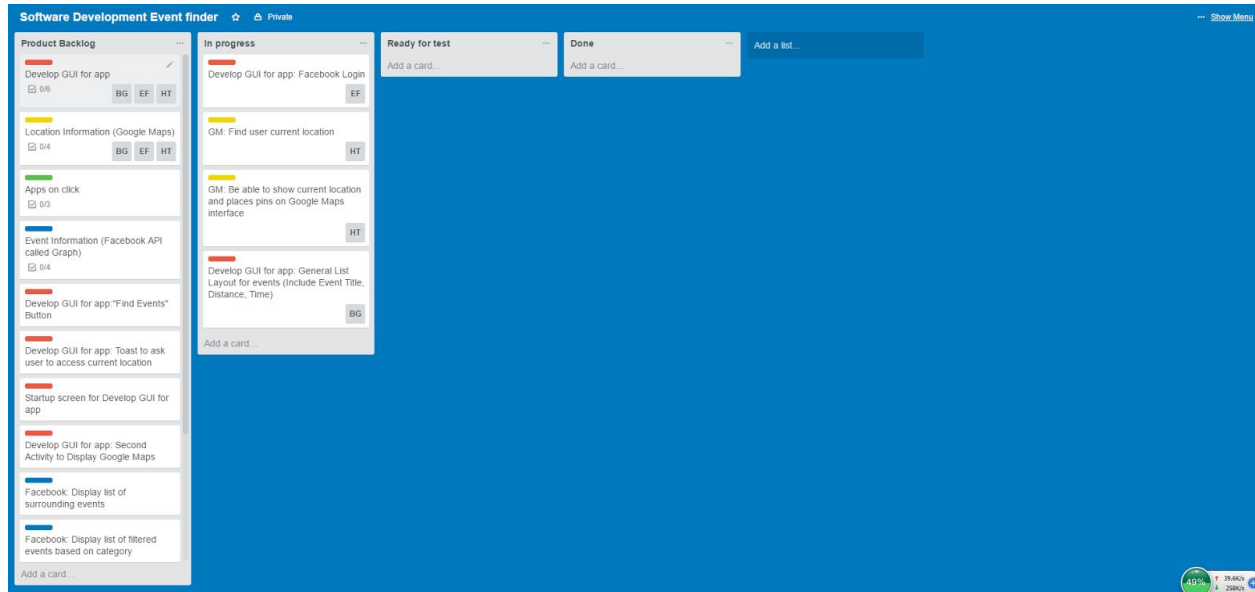 Software Development Event finder
Private
... Show Menu
Product Backlog
...
Develop GUI for app
0/6
BG EF HT
Location Information (Google Maps)
0/4
BG EF HT
Apps on click
0/3
Event Information (Facebook API
called Graph)
0/4
Develop GUI for app:"Find Events"
Button
Develop GUI for app: Toast to ask
user to access current location
Startup screen for Develop GUI for
app
Develop GUI for app: Second
Activity to Display Google Maps
Facebook: Display list of
surrounding events
Facebook: Display list of filtered
events based on category
Add a card...
In progress
...
Develop GUI for app: Facebook Login
EF
GM: Find user current location
HT
GM: Be able to show current location
and places pins on Google Maps
interface
HT
Develop GUI for app: General List
Layout for events (Include Event Title,
Distance, Time)
BG
Add a card...
Ready for test
...
Add a card...
Done
...
Add a card...
Add a list...
49%
39.6K/s
258K/s